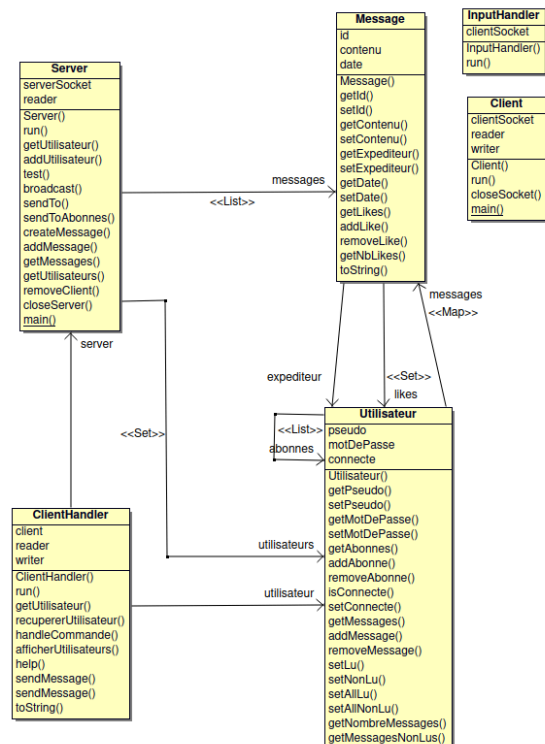 Message
id
contenu
date
Message()
getId()
setId()
getContenu()
setContenu()
getExpediteur()
setExpediteur()
getDate()
setDate()
getLikes()
addLike()
removeLike()
getNbLikes()
toString()
InputHandler
clientSocket
InputHandler()
run()
Client
clientSocket
reader
writer
Client()
run()
closeSocket()
main()
Server
serverSocket
reader
Server()
run()
getUtilisateur()
addUtilisateur()
test()
broadcast()
sendTo()
sendToAbonnes()
createMessage()
addMessage()
getMessages()
getUtilisateurs()
removeClient()
closeServer()
main()
messages
<<List>>
messages
<<Map>>
server
expediteur
<<Set>>
likes
<<Set>>
<<List>>
abonnes
utilisateurs
utilisateur
Utilisateur
pseudo
motDePasse
connecte
Utilisateur()
getPseudo()
setPseudo()
getMotDePasse()
setMotDePasse()
getAbonnes()
addAbonne()
removeAbonne()
isConnecte()
setConnecte()
getMessages()
addMessage()
removeMessage()
setLu()
setNonLu()
setAllLu()
setAllNonLu()
getNombreMessages()
getMessagesNonLus()
ClientHandler
client
reader
writer
ClientHandler()
run()
getUtilisateur()
recupererUtilisateur()
handleCommande()
afficherUtilisateurs()
help()
sendMessage()
sendMessage()
toString()